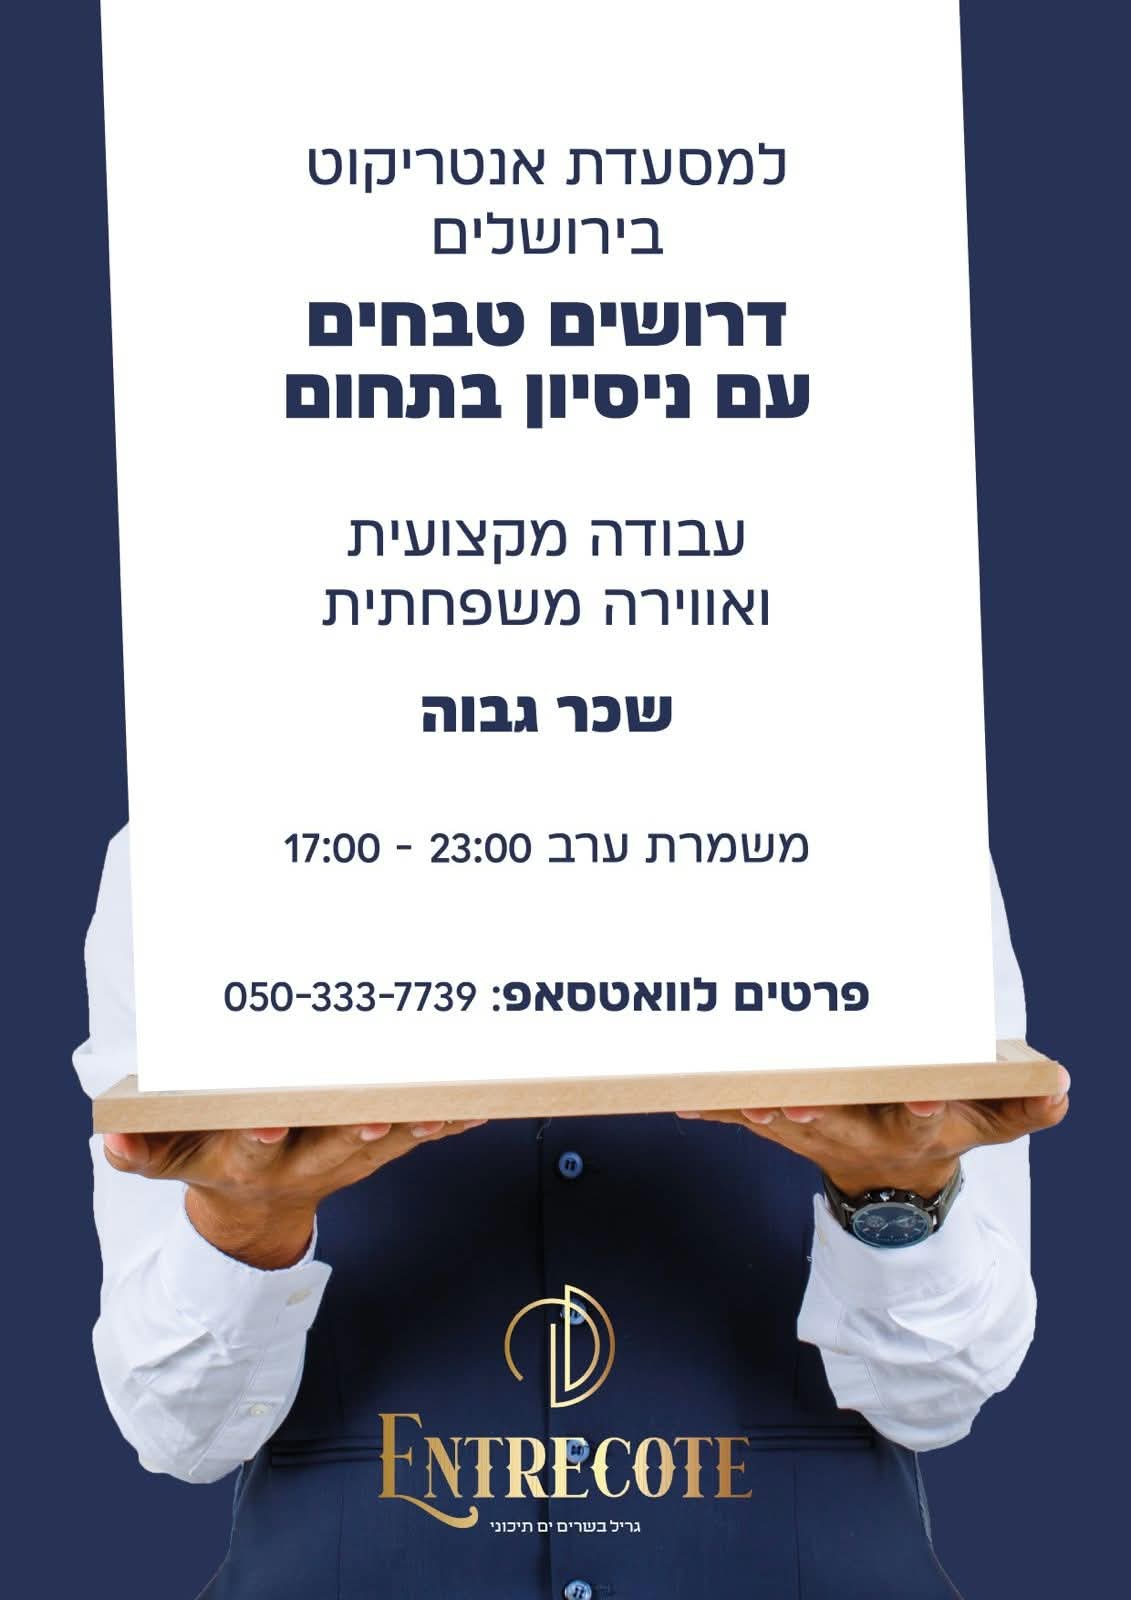 למסעדת אנטריקוט
בירושלים
דרושים טבחים
עם ניסיון בתחום
עבודה מקצועית
ואווירה משפחתית
שכר גבוה
משמרת ערב 23:00 - 17:00
פרטים לוואטסאפ: 050-333-7739
ENTRECOTE
גריל בשרים ים תיכוני